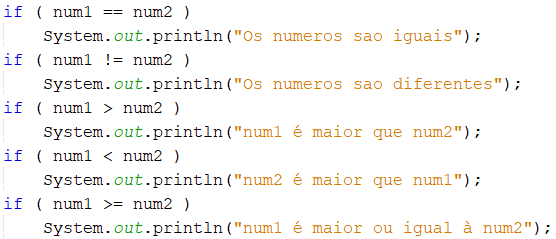 if ( num1 == num2 )
    System.out.println("Os numeros sao iguais");
if ( num1 != num2 )
    System.out.println("Os numeros sao diferentes");
if ( num1 > num2 )
    System.out.println("num1 é maior que num2");
if ( num1 < num2 )
    System.out.println("num2 é maior que num1");
if ( num1 >= num2 )
    System.out.println("num1 é maior ou igual à num2");